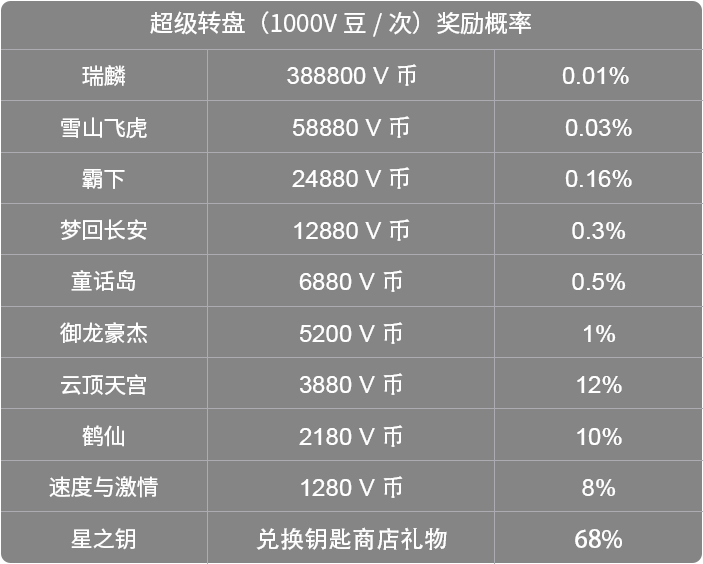 超级转盘（1000V 豆 / 次）奖励概率
瑞麟 388800 V 币 0.01%
雪山飞虎 58880 V 币 0.03%
霸下 24880 V 币 0.16%
梦回长安 12880 V 币 0.3%
童话岛 6880 V 币 0.5%
御龙豪杰 5200 V 币 1%
云顶天宫 3880 V 币 12%
鹤仙 2180 V 币 10%
速度与激情 1280 V 币 8%
星之钥 兑换钥匙商店礼物 68%